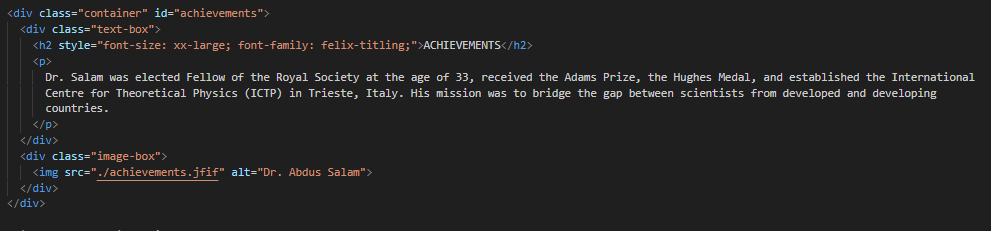 <div class="container" id="achievements">
<div class="text-box">
<h2 style="font-size: xx-large; font-family: felix-titling;">ACHIEVEMENTS</h2>
<p>
Dr. Salam was elected Fellow of the Royal Society at the age of 33, received the Adams Prize, the Hughes Medal, and established the International
Centre for Theoretical Physics (ICTP) in Trieste, Italy. His mission was to bridge the gap between scientists from developed and developing
countries.
</p>
</div>
<div class="image-box">
<img src="./achievements.jfif" alt="Dr. Abdus Salam">
</div>
</div>